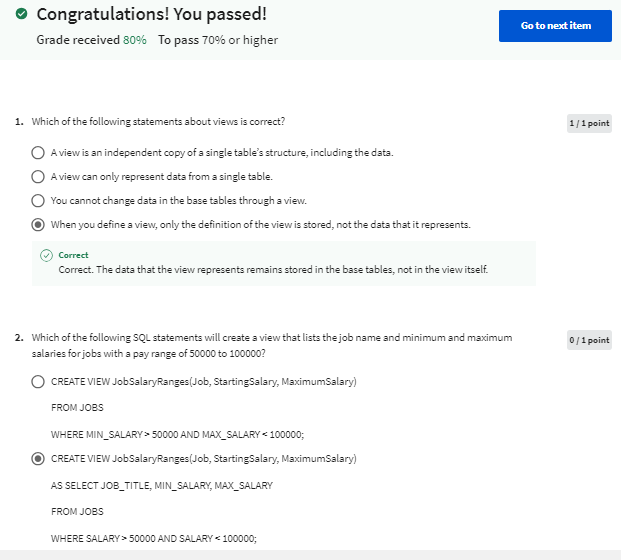 Congratulations! You passed!
Grade received 80% To pass 70% or higher
Go to next item
1. Which of the following statements about views is correct?
1 / 1 point
A view is an independent copy of a single table's structure, including the data.
A view can only represent data from a single table.
You cannot change data in the base tables through a view.
When you define a view, only the definition of the view is stored, not the data that it represents.
Correct
Correct. The data that the view represents remains stored in the base tables, not in the view itself.
2. Which of the following SQL statements will create a view that lists the job name and minimum and maximum
salaries for jobs with a pay range of 50000 to 100000?
0 / 1 point
CREATE VIEW JobSalaryRanges(Job, StartingSalary, MaximumSalary)
FROM JOBS
WHERE MIN_SALARY > 50000 AND MAX_SALARY < 100000;
CREATE VIEW JobSalaryRanges(Job, StartingSalary, MaximumSalary)
AS SELECT JOB_TITLE, MIN_SALARY, MAX_SALARY
FROM JOBS
WHERE SALARY > 50000 AND SALARY < 100000;